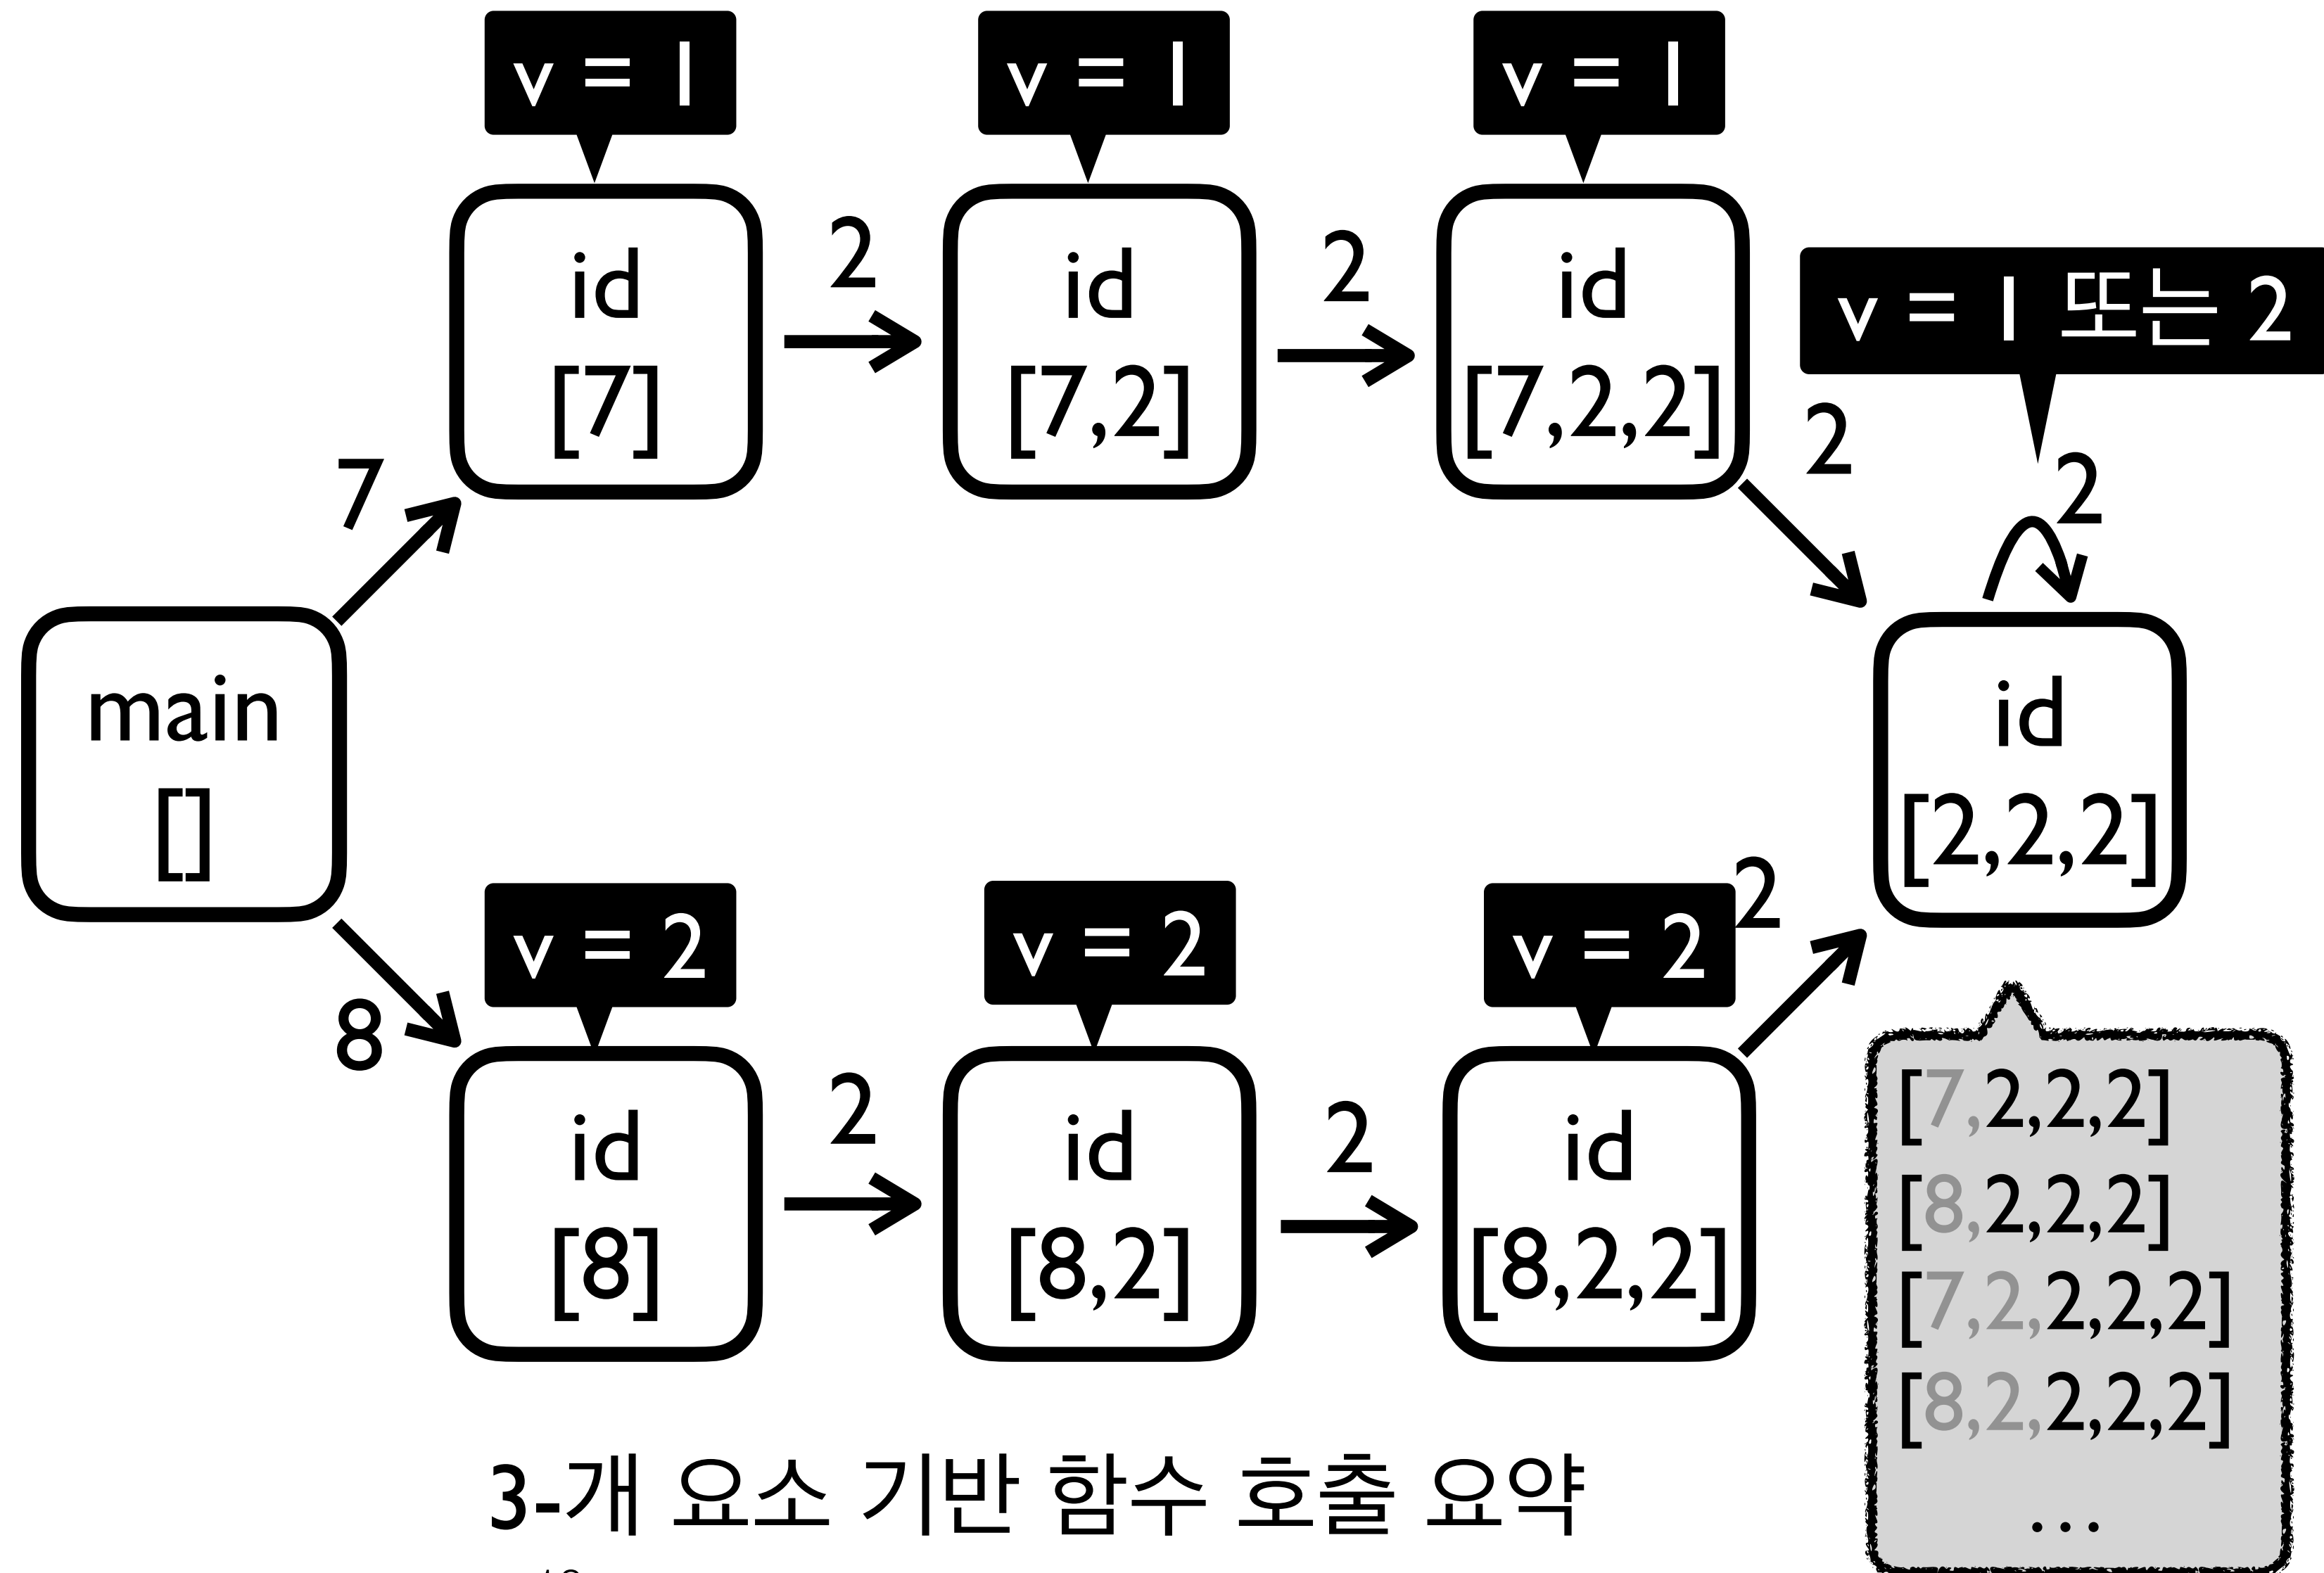 v = 1
v = 1
v = 1
id
[7]
2
id
[7,2]
2
id
[7,2,2]
v = 1 또는 2
2
2
7
main
[]
id
[2,2,2]
8
v = 2
v = 2
v = 2
2
id
[8]
2
id
[8,2]
2
id
[8,2,2]
[7,2,2,2]
[8,2,2,2]
[7,2,2,2,2]
[8,2,2,2,2]
...
3-개 요소 기반 함수 호출 요약